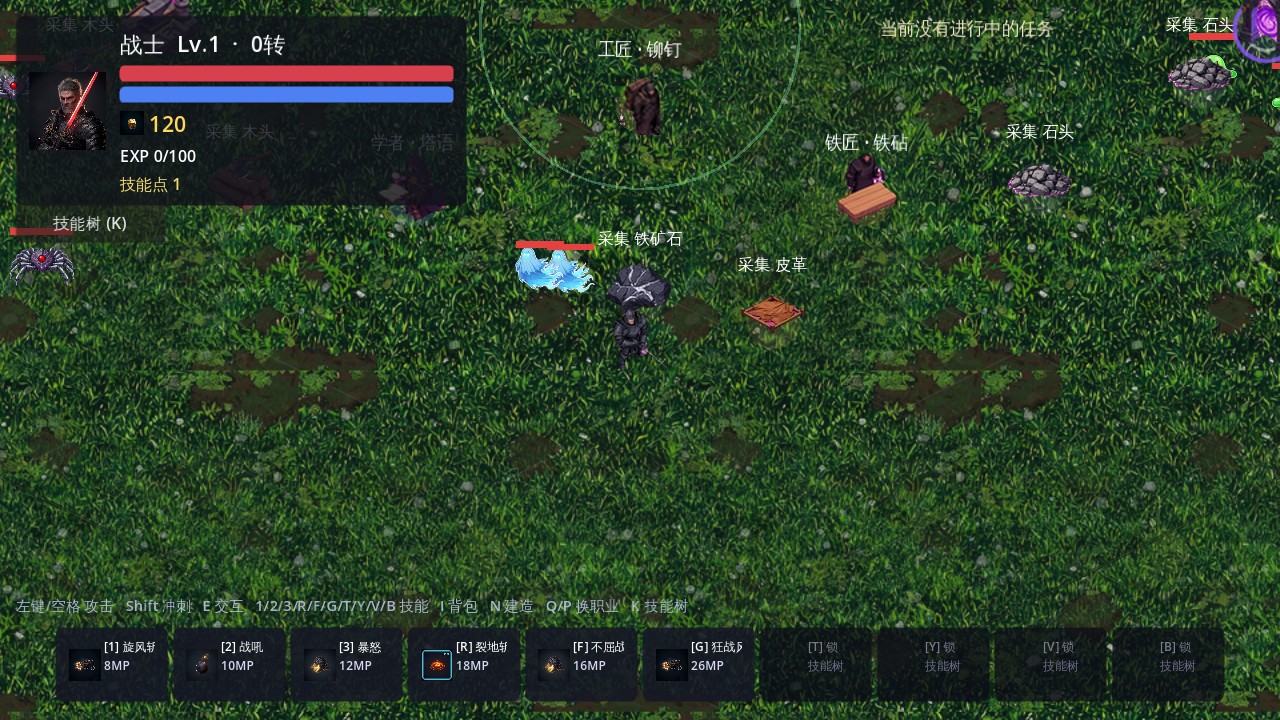 采集 木头
战士 Lv.1 · 0转
120
采集 木头
学者 · 塔语
EXP 0/100
技能点 1
技能树 (K)
工匠 · 铆钉
当前没有进行中的任务
采集 石头
铁匠 · 铁砧
采集 石头
采集 铁矿石
采集 皮革
左键/空格 攻击 Shift 冲刺 E 交互 1/2/3/R/F/G/T/Y/V/B 技能 I 背包 N 建造 Q/P 换职业 K 技能树
[1] 旋风
8MP
[2] 战吼
10MP
[3] 暴怒
12MP
[R] 裂地
18MP
[F] 不屈
16MP
[G] 狂战
26MP
[T] 锁
技能树
[Y] 锁
技能树
[V] 锁
技能树
[B] 锁
技能树